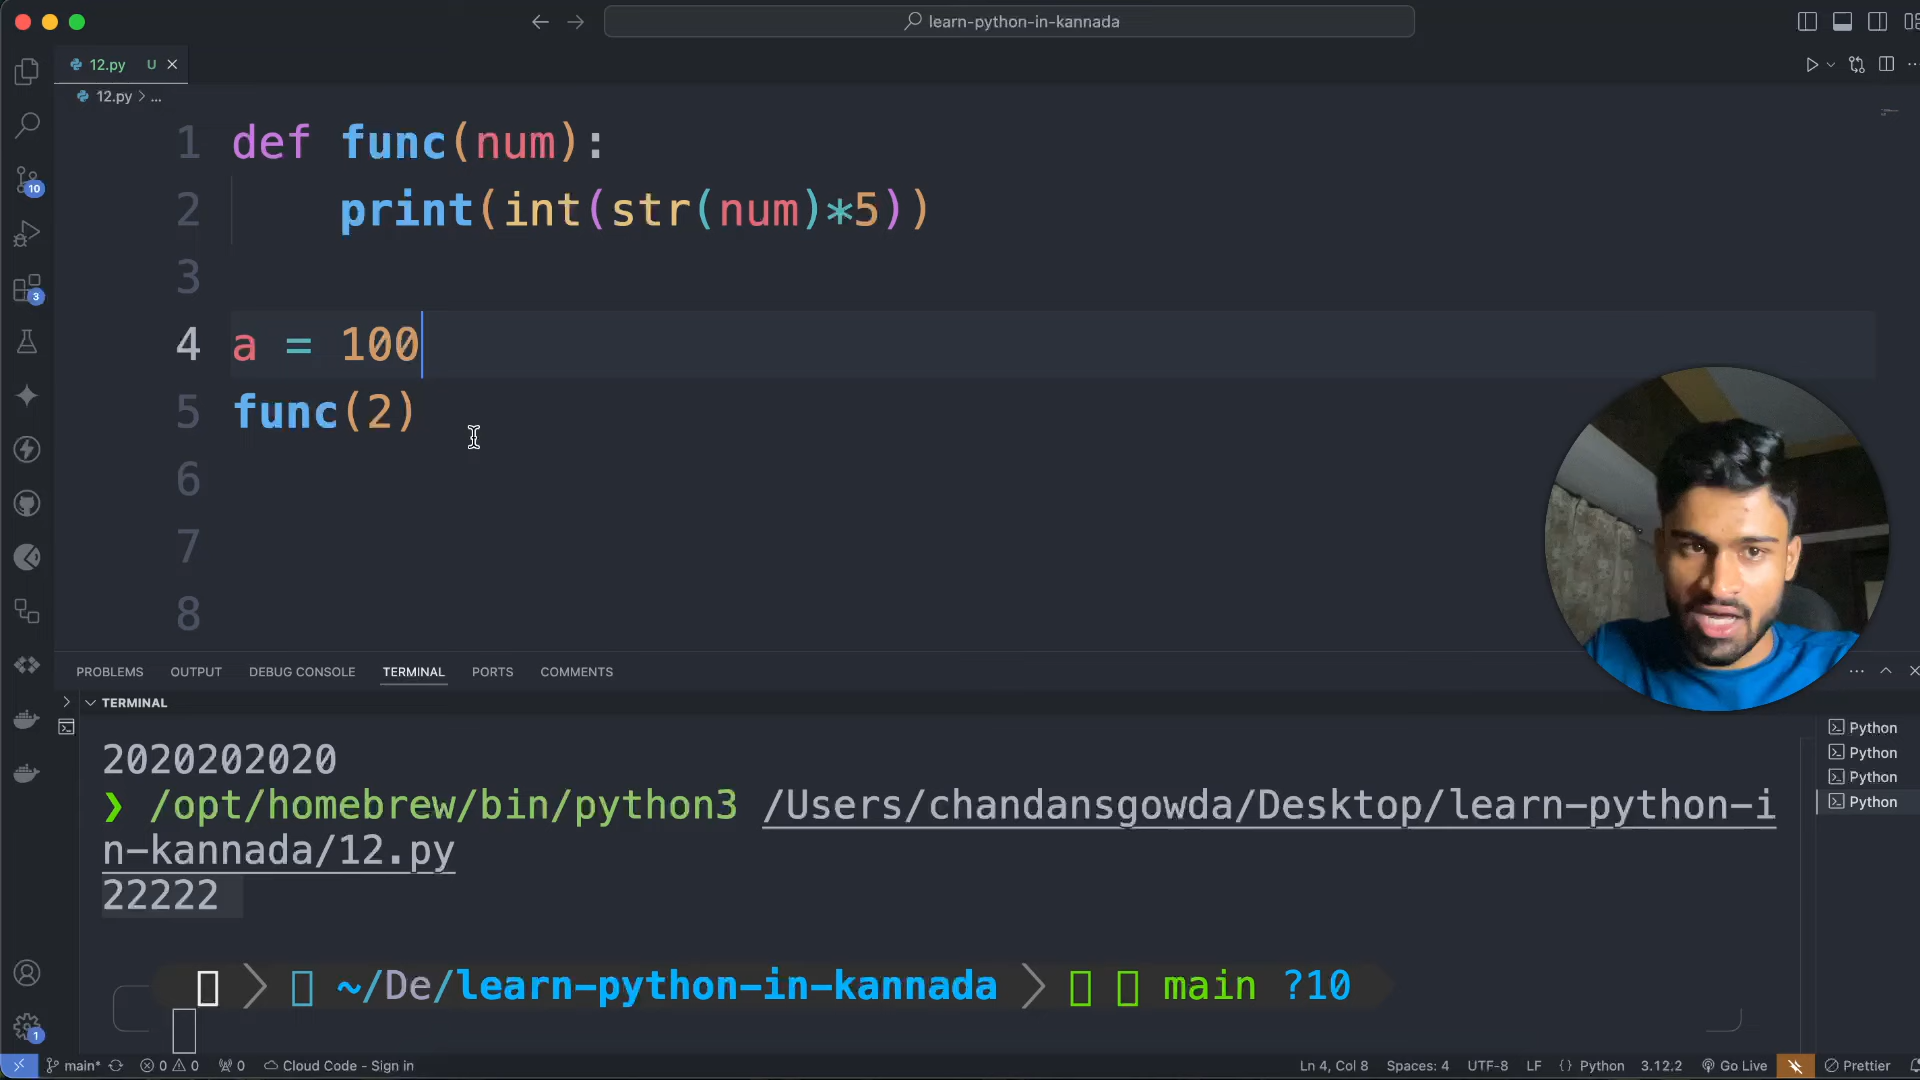 learn-python-in-kannada
12.py U
12.py > ...
1 def func(num):
2 print(int(str(num)*5))
3
4 a = 100
5 func(2)
6
7
8
10
3
1
PROBLEMS OUTPUT DEBUG CONSOLE TERMINAL PORTS COMMENTS
TERMINAL
2020202020
❯ /opt/homebrew/bin/python3 /Users/chandansgowda/Desktop/learn-python-i
n-kannada/12.py
22222
~/De/learn-python-in-kannada main ?10
Python
Python
Python
Python
main* 0 0 0 Cloud Code - Sign in Ln 4, Col 8 Spaces: 4 UTF-8 LF {} Python 3.12.2 Go Live Prettier